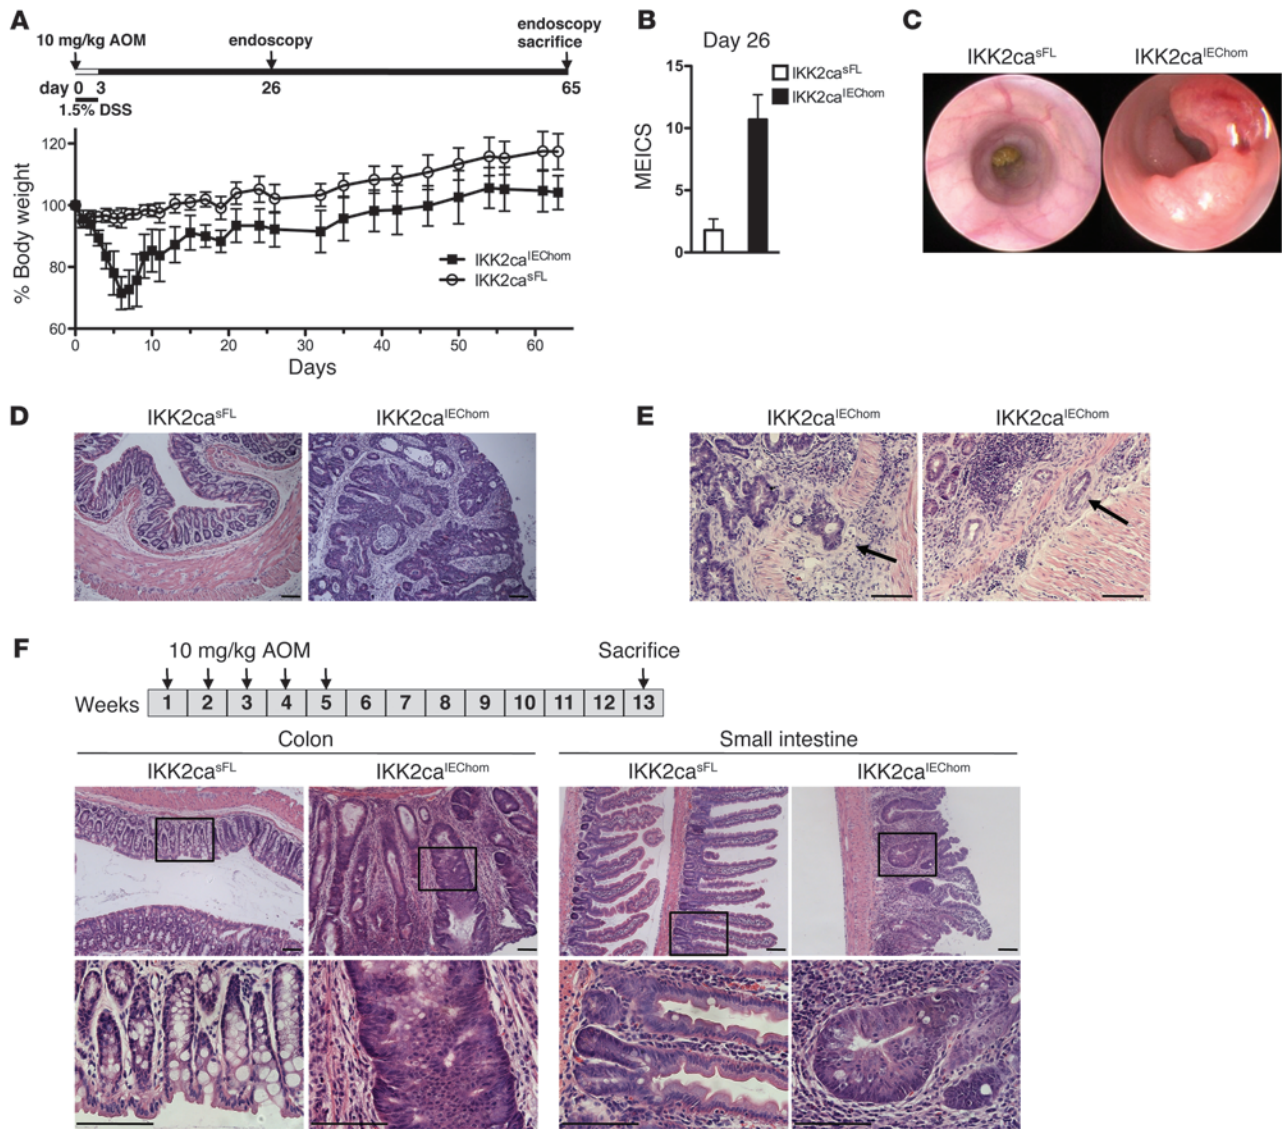 A
10 mg/kg AOM
endoscopy
endoscopy
sacrifice
day 0 3 26 65
1.5% DSS
% Body weight
120
100
80
60
0 10 20 30 40 50 60
Days
IKK2ca^IEChom
IKK2ca^sFL
B
Day 26
MEICS
15
10
5
0
IKK2ca^sFL
IKK2ca^IEChom
C
IKK2ca^sFL IKK2ca^IEChom
D
IKK2ca^sFL IKK2ca^IEChom
E
IKK2ca^IEChom IKK2ca^IEChom
F
10 mg/kg AOM Sacrifice
Weeks 1 2 3 4 5 6 7 8 9 10 11 12 13
Colon Small intestine
IKK2ca^sFL IKK2ca^IEChom IKK2ca^sFL IKK2ca^IEChom